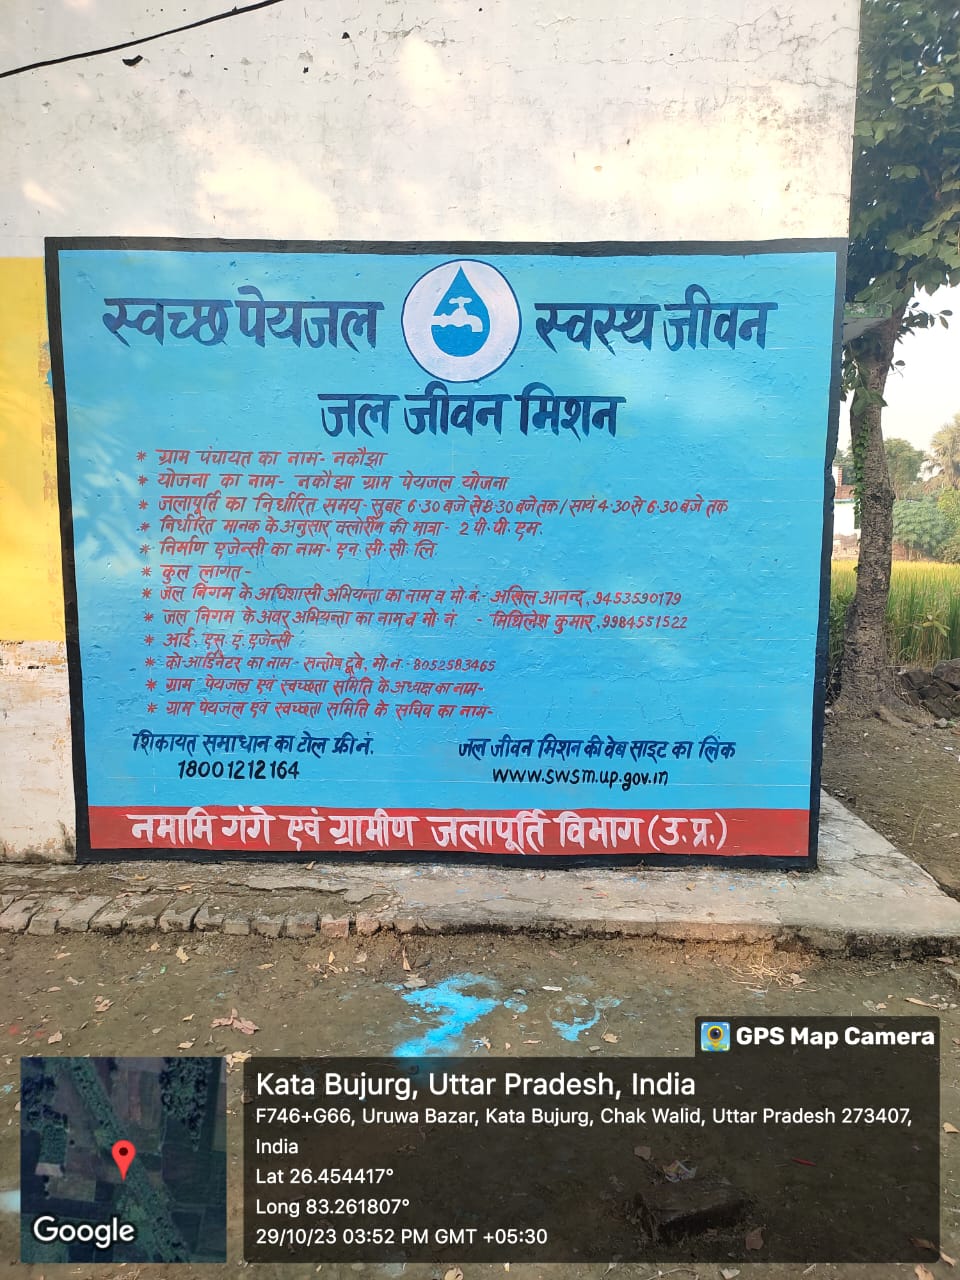 स्वच्छ पेयजल स्वस्थ जीवन
जल जीवन मिशन
* ग्राम पंचायत का नाम- नकौझा
* योजना का नाम- नकौझा ग्राम पेयजल योजना
* जलापूर्ति का निर्धारित समय- सुबह 6.30 बजे से 8.30 बजे तक / सायं 4.30 से 6.30 बजे तक
* निर्धारित मानक के अनुसार क्लोरीन की मात्रा- 2 पी.पी.एम.
* निर्माण एजेन्सी का नाम- एन.सी.सी.लि.
* कुल लागत-
* जल निगम के अधिशासी अभियन्ता का नाम व मो.नं.- अखिल आनन्द, 9453590179
* जल निगम के अवर अभियन्ता का नाम व मो. नं - मिथिलेश कुमार, 9984551522
* आई. एस. ए. एजेन्सी
* को-आर्डिनेटर का नाम- सन्तोष दूबे, मो.न.- 8052583465
* ग्राम पेयजल एवं स्वच्छता समिति के अध्यक्ष का नाम-
* ग्राम पेयजल एवं स्वच्छता समिति के सचिव का नाम-
शिकायत समाधान का टोल फ्री नं. जल जीवन मिशन की वेब साइट का लिंक
18001212164 www.swsm.up.gov.in
नमामि गंगे एवं ग्रामीण जलापूर्ति विभाग (उ.प्र.)
GPS Map Camera
Kata Bujurg, Uttar Pradesh, India
F746+G66, Uruwa Bazar, Kata Bujurg, Chak Walid, Uttar Pradesh 273407,
India
Lat 26.454417°
Long 83.261807°
29/10/23 03:52 PM GMT +05:30
Google